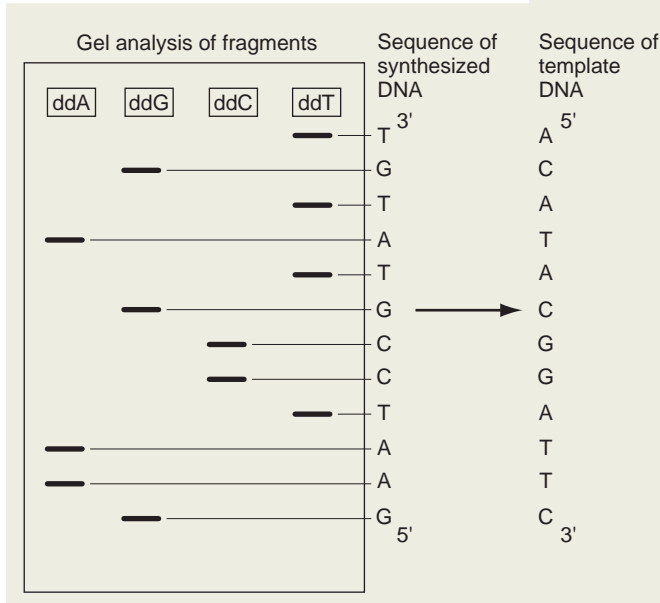 Gel analysis of fragments
Sequence of
synthesized
DNA
Sequence of
template
DNA
ddA ddG ddC ddT
3' 5'
T A
G C
T A
A T
T A
G C
C G
C G
T A
A T
A T
G C
5' 3'